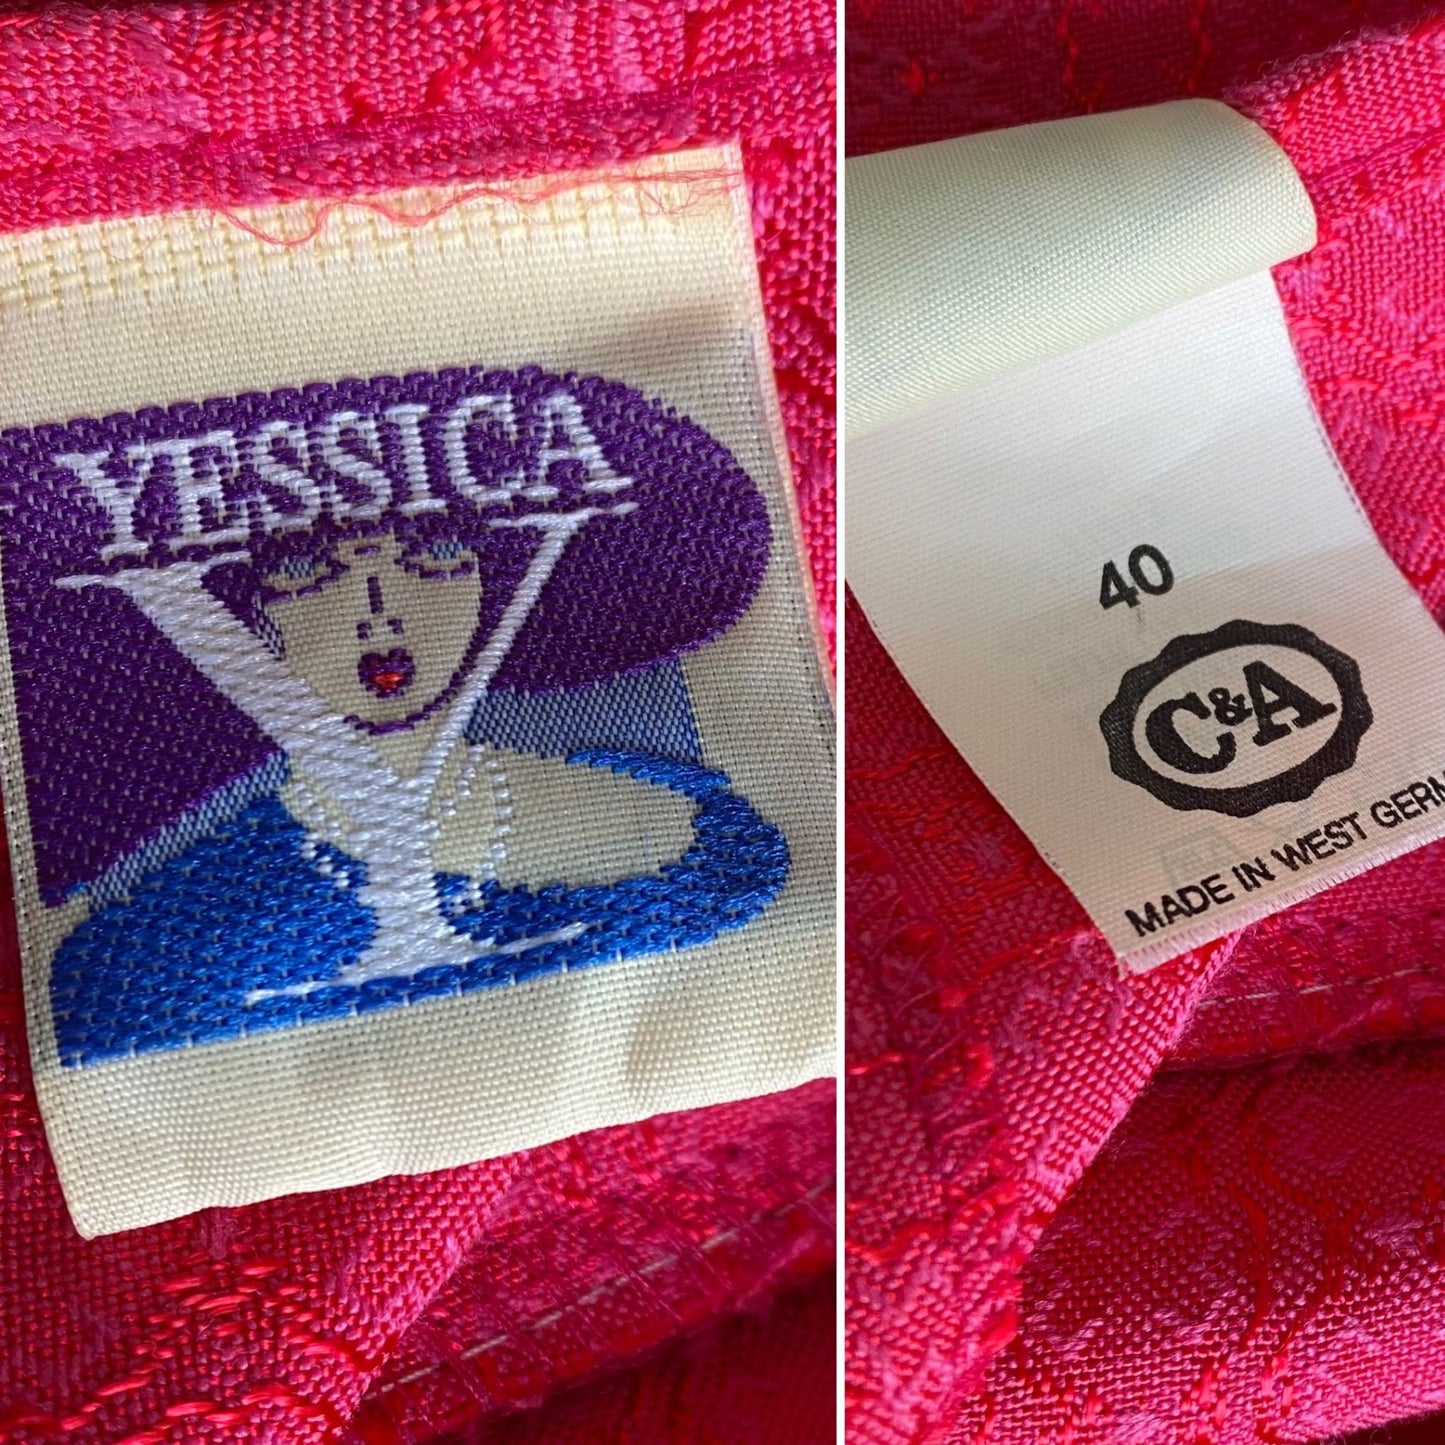 YESSICA
Y
40
C&A
MADE IN WEST GERM